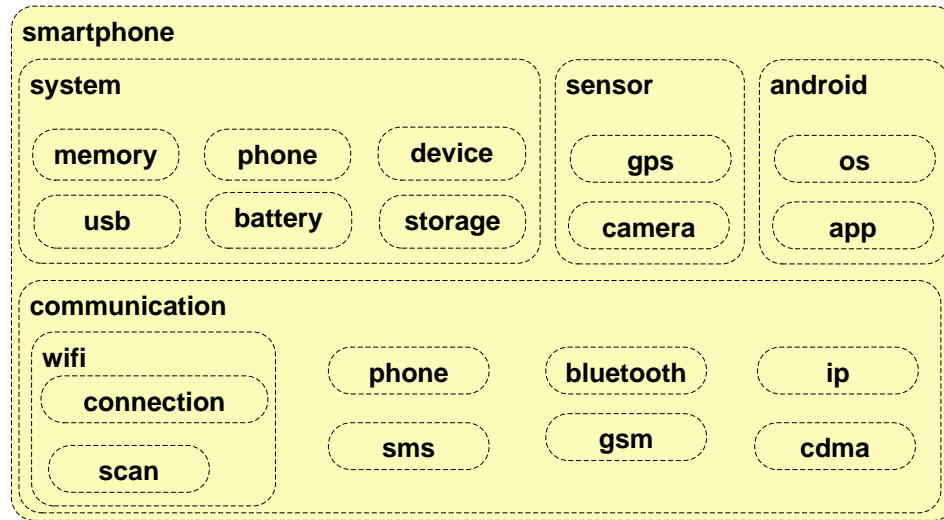 smartphone
system
memory
phone
device
usb
battery
storage
sensor
gps
camera
android
os
app
communication
wifi
connection
scan
phone
bluetooth
ip
sms
gsm
cdma